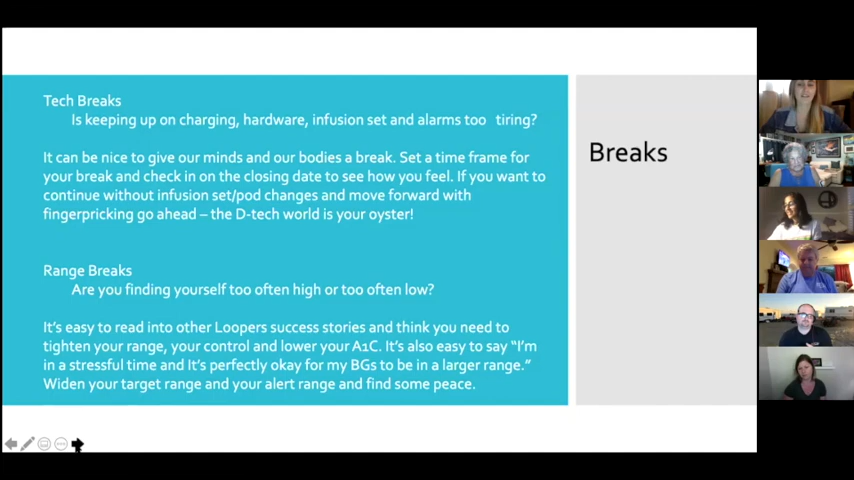 Tech Breaks
Is keeping up on charging, hardware, infusion set and alarms too tiring?
It can be nice to give our minds and our bodies a break. Set a time frame for
your break and check in on the closing date to see how you feel. If you want to
continue without infusion set/pod changes and move forward with
fingerpricking go ahead – the D-tech world is your oyster!
Range Breaks
Are you finding yourself too often high or too often low?
It's easy to read into other Loopers success stories and think you need to
tighten your range, your control and lower your A1C. It's also easy to say "I'm
in a stressful time and It's perfectly okay for my BGs to be in a larger range."
Widen your target range and your alert range and find some peace.
Breaks